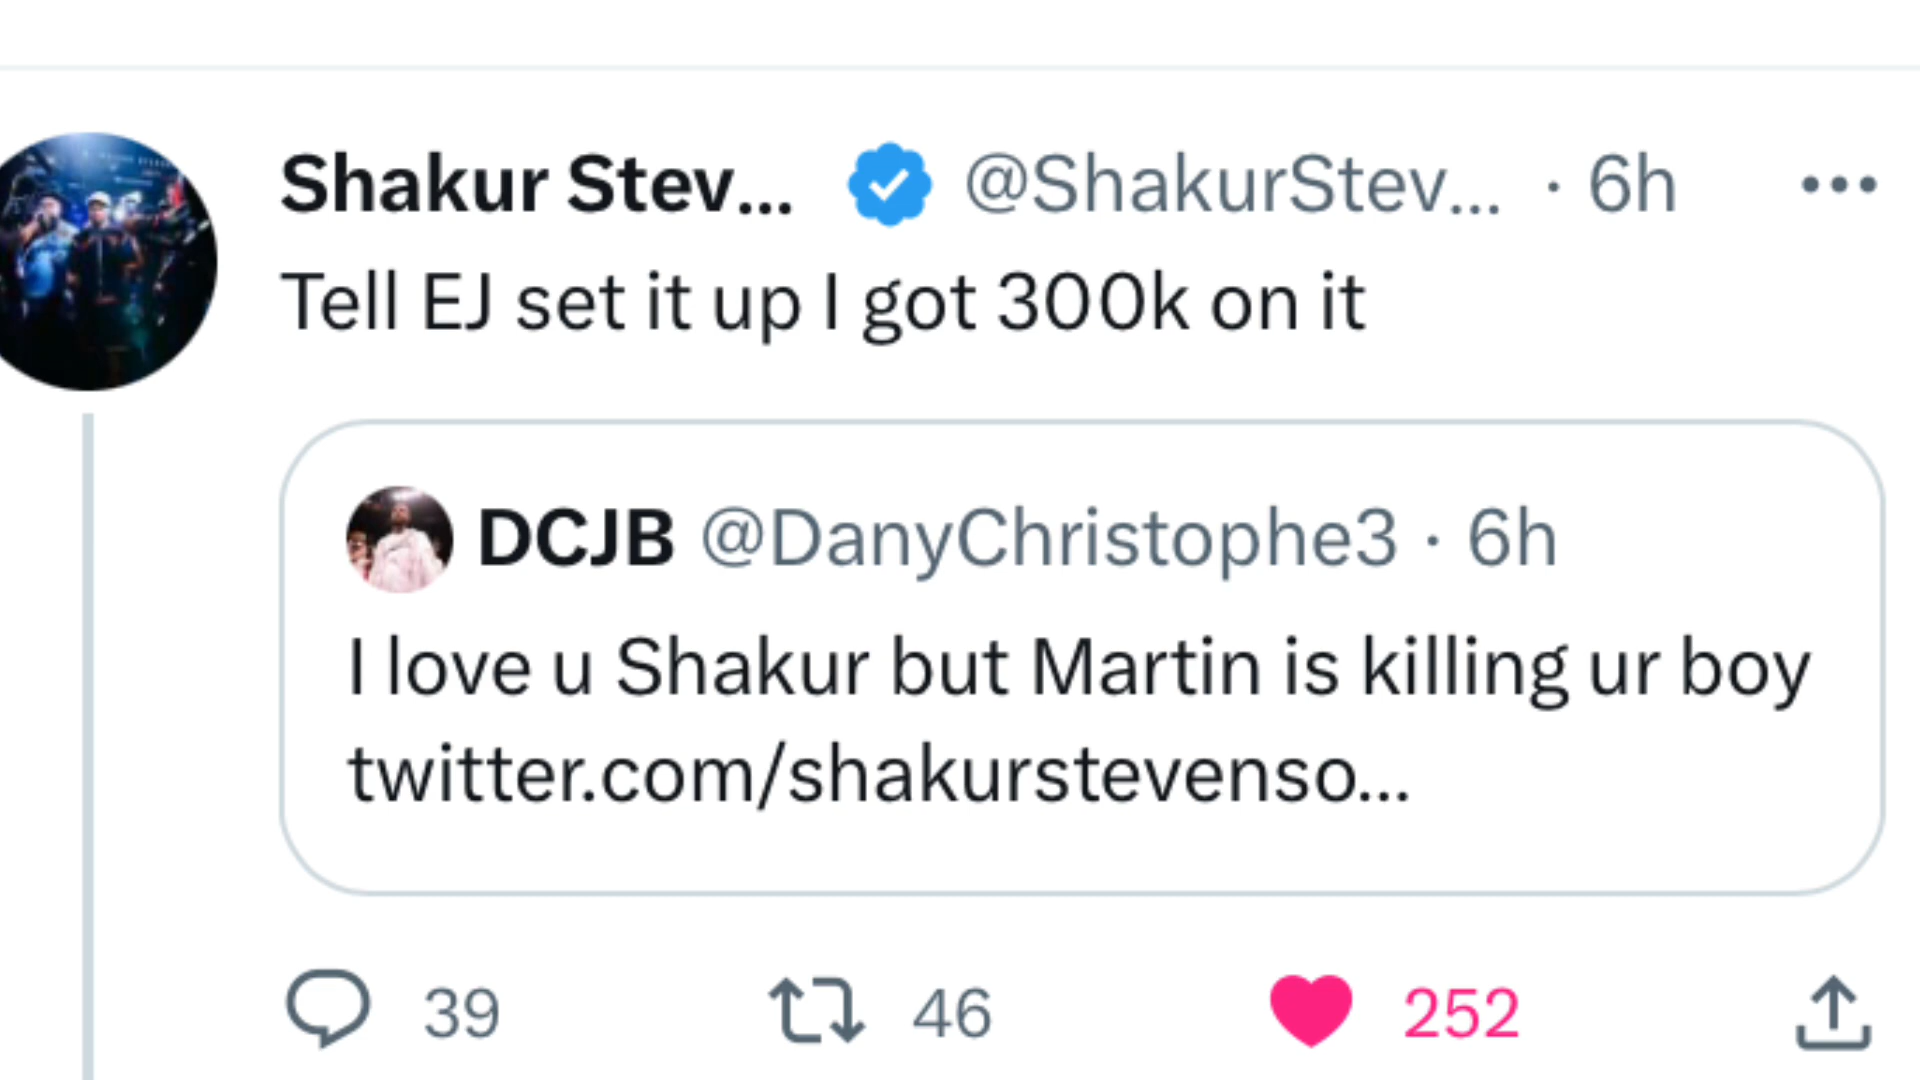 Shakur Stev... @ShakurStev... · 6h
Tell EJ set it up I got 300k on it
DCJB @DanyChristophe3 · 6h
I love u Shakur but Martin is killing ur boy
twitter.com/shakurstevenso...
39 46 252